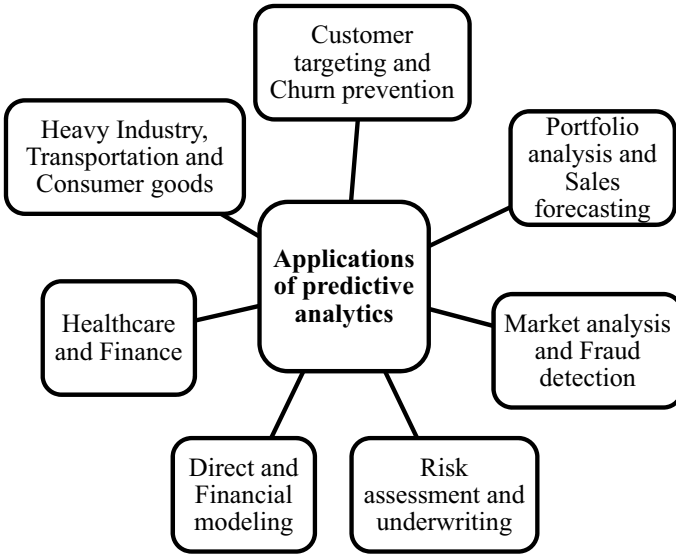 Customer
targeting and
Churn prevention
Heavy Industry,
Transportation and
Consumer goods
Portfolio
analysis and
Sales
forecasting
Applications
of predictive
analytics
Healthcare
and Finance
Market analysis
and Fraud
detection
Direct and
Financial
modeling
Risk
assessment and
underwriting